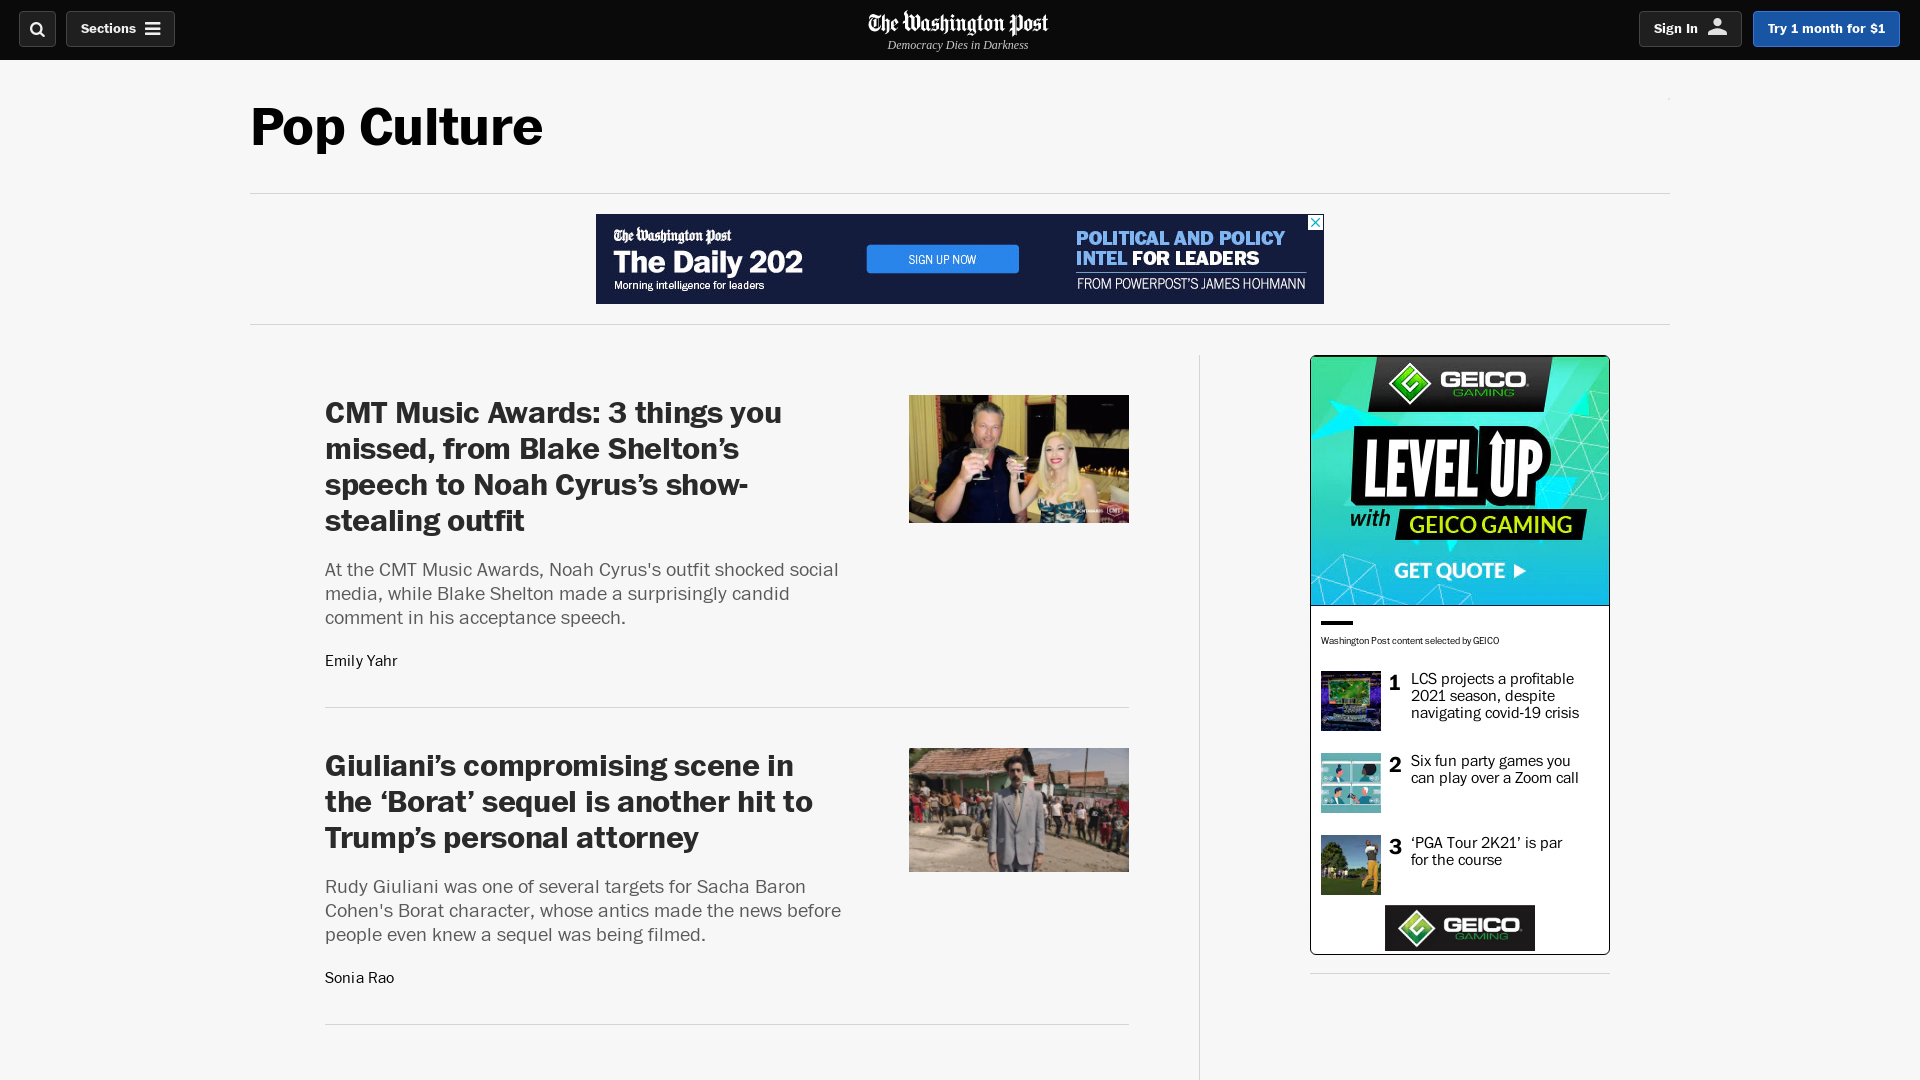 Sections
The Washington Post
Democracy Dies in Darkness
Sign In
Try 1 month for $1
Pop Culture
The Washington Post
The Daily 202
Morning intelligence for leaders
SIGN UP NOW
POLITICAL AND POLICY
INTEL FOR LEADERS
FROM POWERPOST'S JAMES HOHMANN
CMT Music Awards: 3 things you
missed, from Blake Shelton’s
speech to Noah Cyrus’s show-
stealing outfit
At the CMT Music Awards, Noah Cyrus's outfit shocked social
media, while Blake Shelton made a surprisingly candid
comment in his acceptance speech.
Emily Yahr
CMT
Giuliani’s compromising scene in
the ‘Borat’ sequel is another hit to
Trump’s personal attorney
Rudy Giuliani was one of several targets for Sacha Baron
Cohen's Borat character, whose antics made the news before
people even knew a sequel was being filmed.
Sonia Rao
GEICO
GAMING
LEVEL UP
with GEICO GAMING
GET QUOTE
Washington Post content selected by GEICO
1 LCS projects a profitable
2021 season, despite
navigating covid-19 crisis
2 Six fun party games you
can play over a Zoom call
3 ‘PGA Tour 2K21’ is par
for the course
GEICO
GAMING